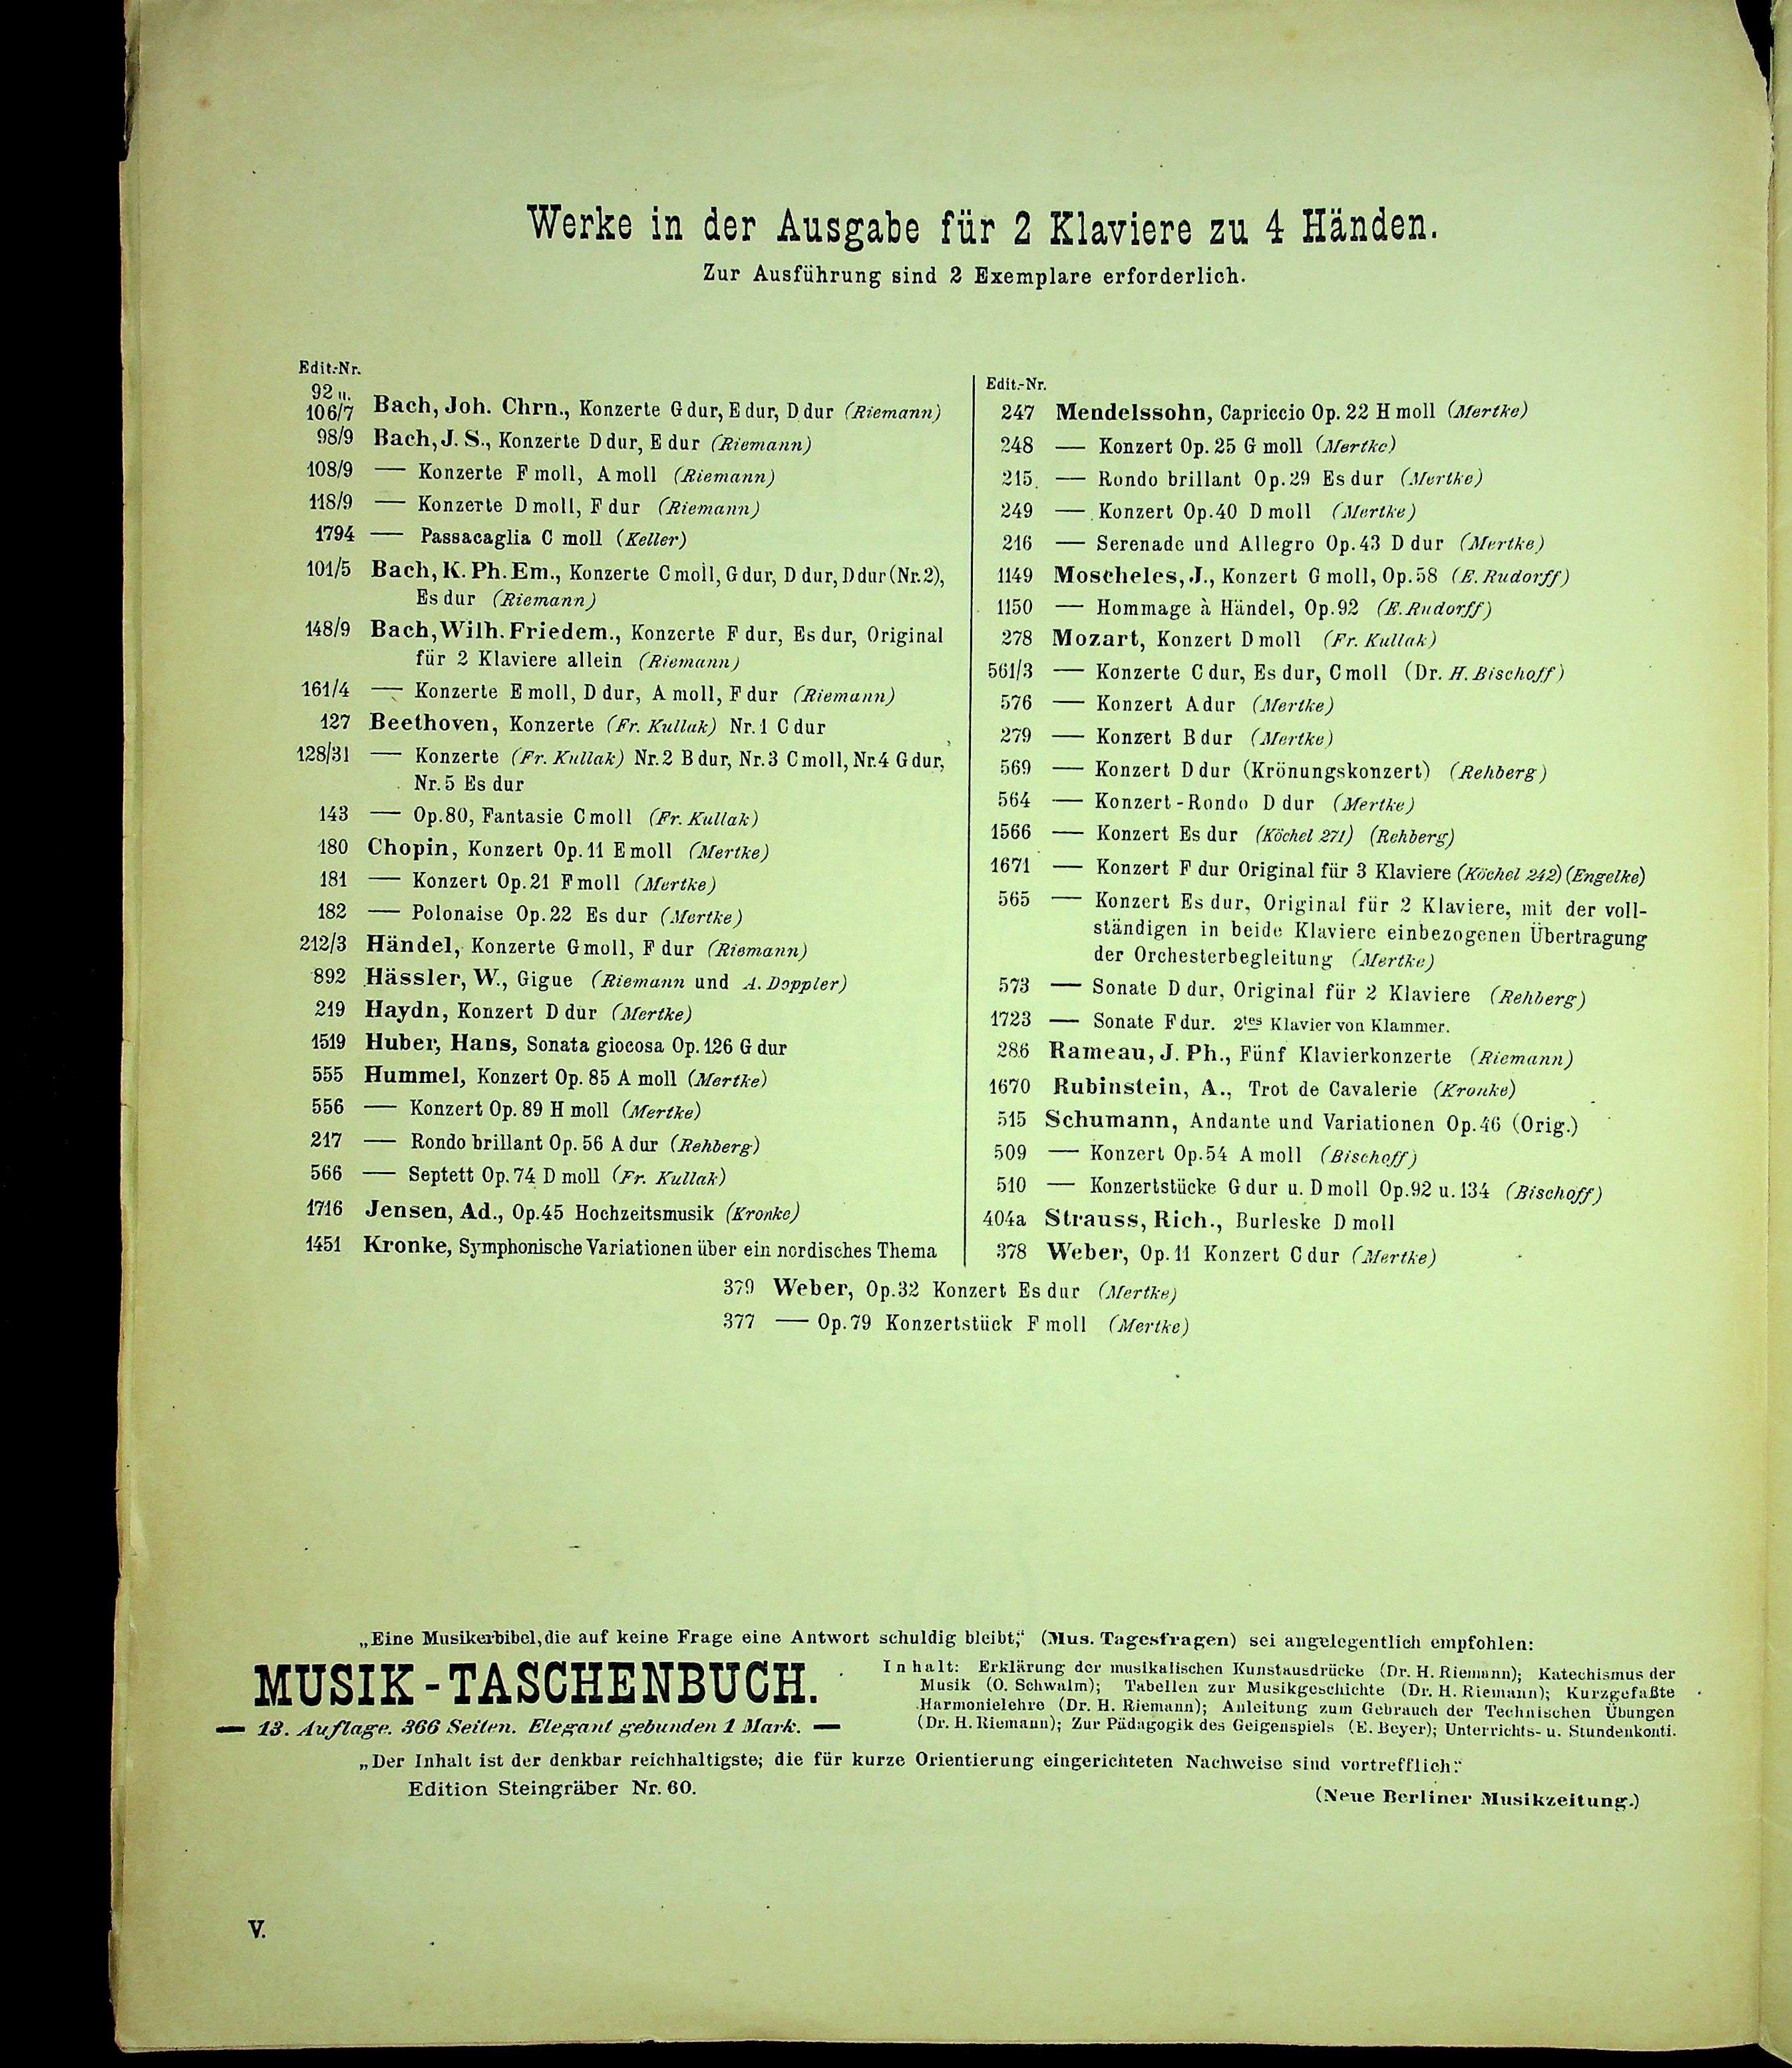 Werke in der Ausgabe für 2 Klaviere zu 4 Händen.
Zur Ausführung sind 2 Exemplare erforderlich.
Edit.-Nr.
92 u.
106/7 Bach, Joh. Chrn., Konzerte G dur, E dur, D dur (Riemann)
98/9 Bach, J. S., Konzerte D dur, E dur (Riemann)
108/9 — Konzerte F moll, A moll (Riemann)
118/9 — Konzerte D moll, F dur (Riemann)
1794 — Passacaglia C moll (Keller)
101/5 Bach, K. Ph. Em., Konzerte C moll, G dur, D dur, D dur (Nr. 2),
Es dur (Riemann)
148/9 Bach, Wilh. Friedem., Konzerte F dur, Es dur, Original
für 2 Klaviere allein (Riemann)
161/4 — Konzerte E moll, D dur, A moll, F dur (Riemann)
127 Beethoven, Konzerte (Fr. Kullak) Nr. 1 C dur
128/31 — Konzerte (Fr. Kullak) Nr. 2 B dur, Nr. 3 C moll, Nr. 4 G dur,
Nr. 5 Es dur
143 — Op. 80, Fantasie C moll (Fr. Kullak)
180 Chopin, Konzert Op. 11 E moll (Mertke)
181 — Konzert Op. 21 F moll (Mertke)
182 — Polonaise Op. 22 Es dur (Mertke)
212/3 Händel, Konzerte G moll, F dur (Riemann)
892 Hässler, W., Gigue (Riemann und A. Doppler)
219 Haydn, Konzert D dur (Mertke)
1519 Huber, Hans, Sonata giocosa Op. 126 G dur
555 Hummel, Konzert Op. 85 A moll (Mertke)
556 — Konzert Op. 89 H moll (Mertke)
217 — Rondo brillant Op. 56 A dur (Rehberg)
566 — Septett Op. 74 D moll (Fr. Kullak)
1716 Jensen, Ad., Op. 45 Hochzeitsmusik (Kronke)
1451 Kronke, Symphonische Variationen über ein nordisches Thema
Edit.-Nr.
247 Mendelssohn, Capriccio Op. 22 H moll (Mertke)
248 — Konzert Op. 25 G moll (Mertke)
215 — Rondo brillant Op. 29 Es dur (Mertke)
249 — Konzert Op. 40 D moll (Mertke)
216 — Serenade und Allegro Op. 43 D dur (Mertke)
1149 Moscheles, J., Konzert G moll, Op. 58 (E. Rudorff)
1150 — Hommage à Händel, Op. 92 (E. Rudorff)
278 Mozart, Konzert D moll (Fr. Kullak)
561/3 — Konzerte C dur, Es dur, C moll (Dr. H. Bischoff)
576 — Konzert A dur (Mertke)
279 — Konzert B dur (Mertke)
569 — Konzert D dur (Krönungskonzert) (Rehberg)
564 — Konzert-Rondo D dur (Mertke)
1566 — Konzert Es dur (Köchel 271) (Rehberg)
1671 — Konzert F dur Original für 3 Klaviere (Köchel 242) (Engelke)
565 — Konzert Es dur, Original für 2 Klaviere, mit der voll-
ständigen in beide Klaviere einbezogenen Übertragung
der Orchesterbegleitung (Mertke)
573 — Sonate D dur, Original für 2 Klaviere (Rehberg)
1723 — Sonate F dur. 2tes Klavier von Klammer.
286 Rameau, J. Ph., Fünf Klavierkonzerte (Riemann)
1670 Rubinstein, A., Trot de Cavalerie (Kronke)
515 Schumann, Andante und Variationen Op. 46 (Orig.)
509 — Konzert Op. 54 A moll (Bischoff)
510 — Konzertstücke G dur u. D moll Op. 92 u. 134 (Bischoff)
404a Strauss, Rich., Burleske D moll
378 Weber, Op. 11 Konzert C dur (Mertke)
379 Weber, Op. 32 Konzert Es dur (Mertke)
377 — Op. 79 Konzertstück F moll (Mertke)
„Eine Musikerbibel, die auf keine Frage eine Antwort schuldig bleibt;“ (Mus. Tagesfragen) sei angelegentlich empfohlen:
MUSIK-TASCHENBUCH.
— 13. Auflage. 366 Seiten. Elegant gebunden 1 Mark. —
Inhalt: Erklärung der musikalischen Kunstausdrücke (Dr. H. Riemann); Katechismus der
Musik (O. Schwalm); Tabellen zur Musikgeschichte (Dr. H. Riemann); Kurzgefaßte
Harmonielehre (Dr. H. Riemann); Anleitung zum Gebrauch der Technischen Übungen
(Dr. H. Riemann); Zur Pädagogik des Geigenspiels (E. Beyer); Unterrichts- u. Stundenkonti.
„Der Inhalt ist der denkbar reichhaltigste; die für kurze Orientierung eingerichteten Nachweise sind vortrefflich.“
Edition Steingräber Nr. 60.
(Neue Berliner Musikzeitung.)
V.